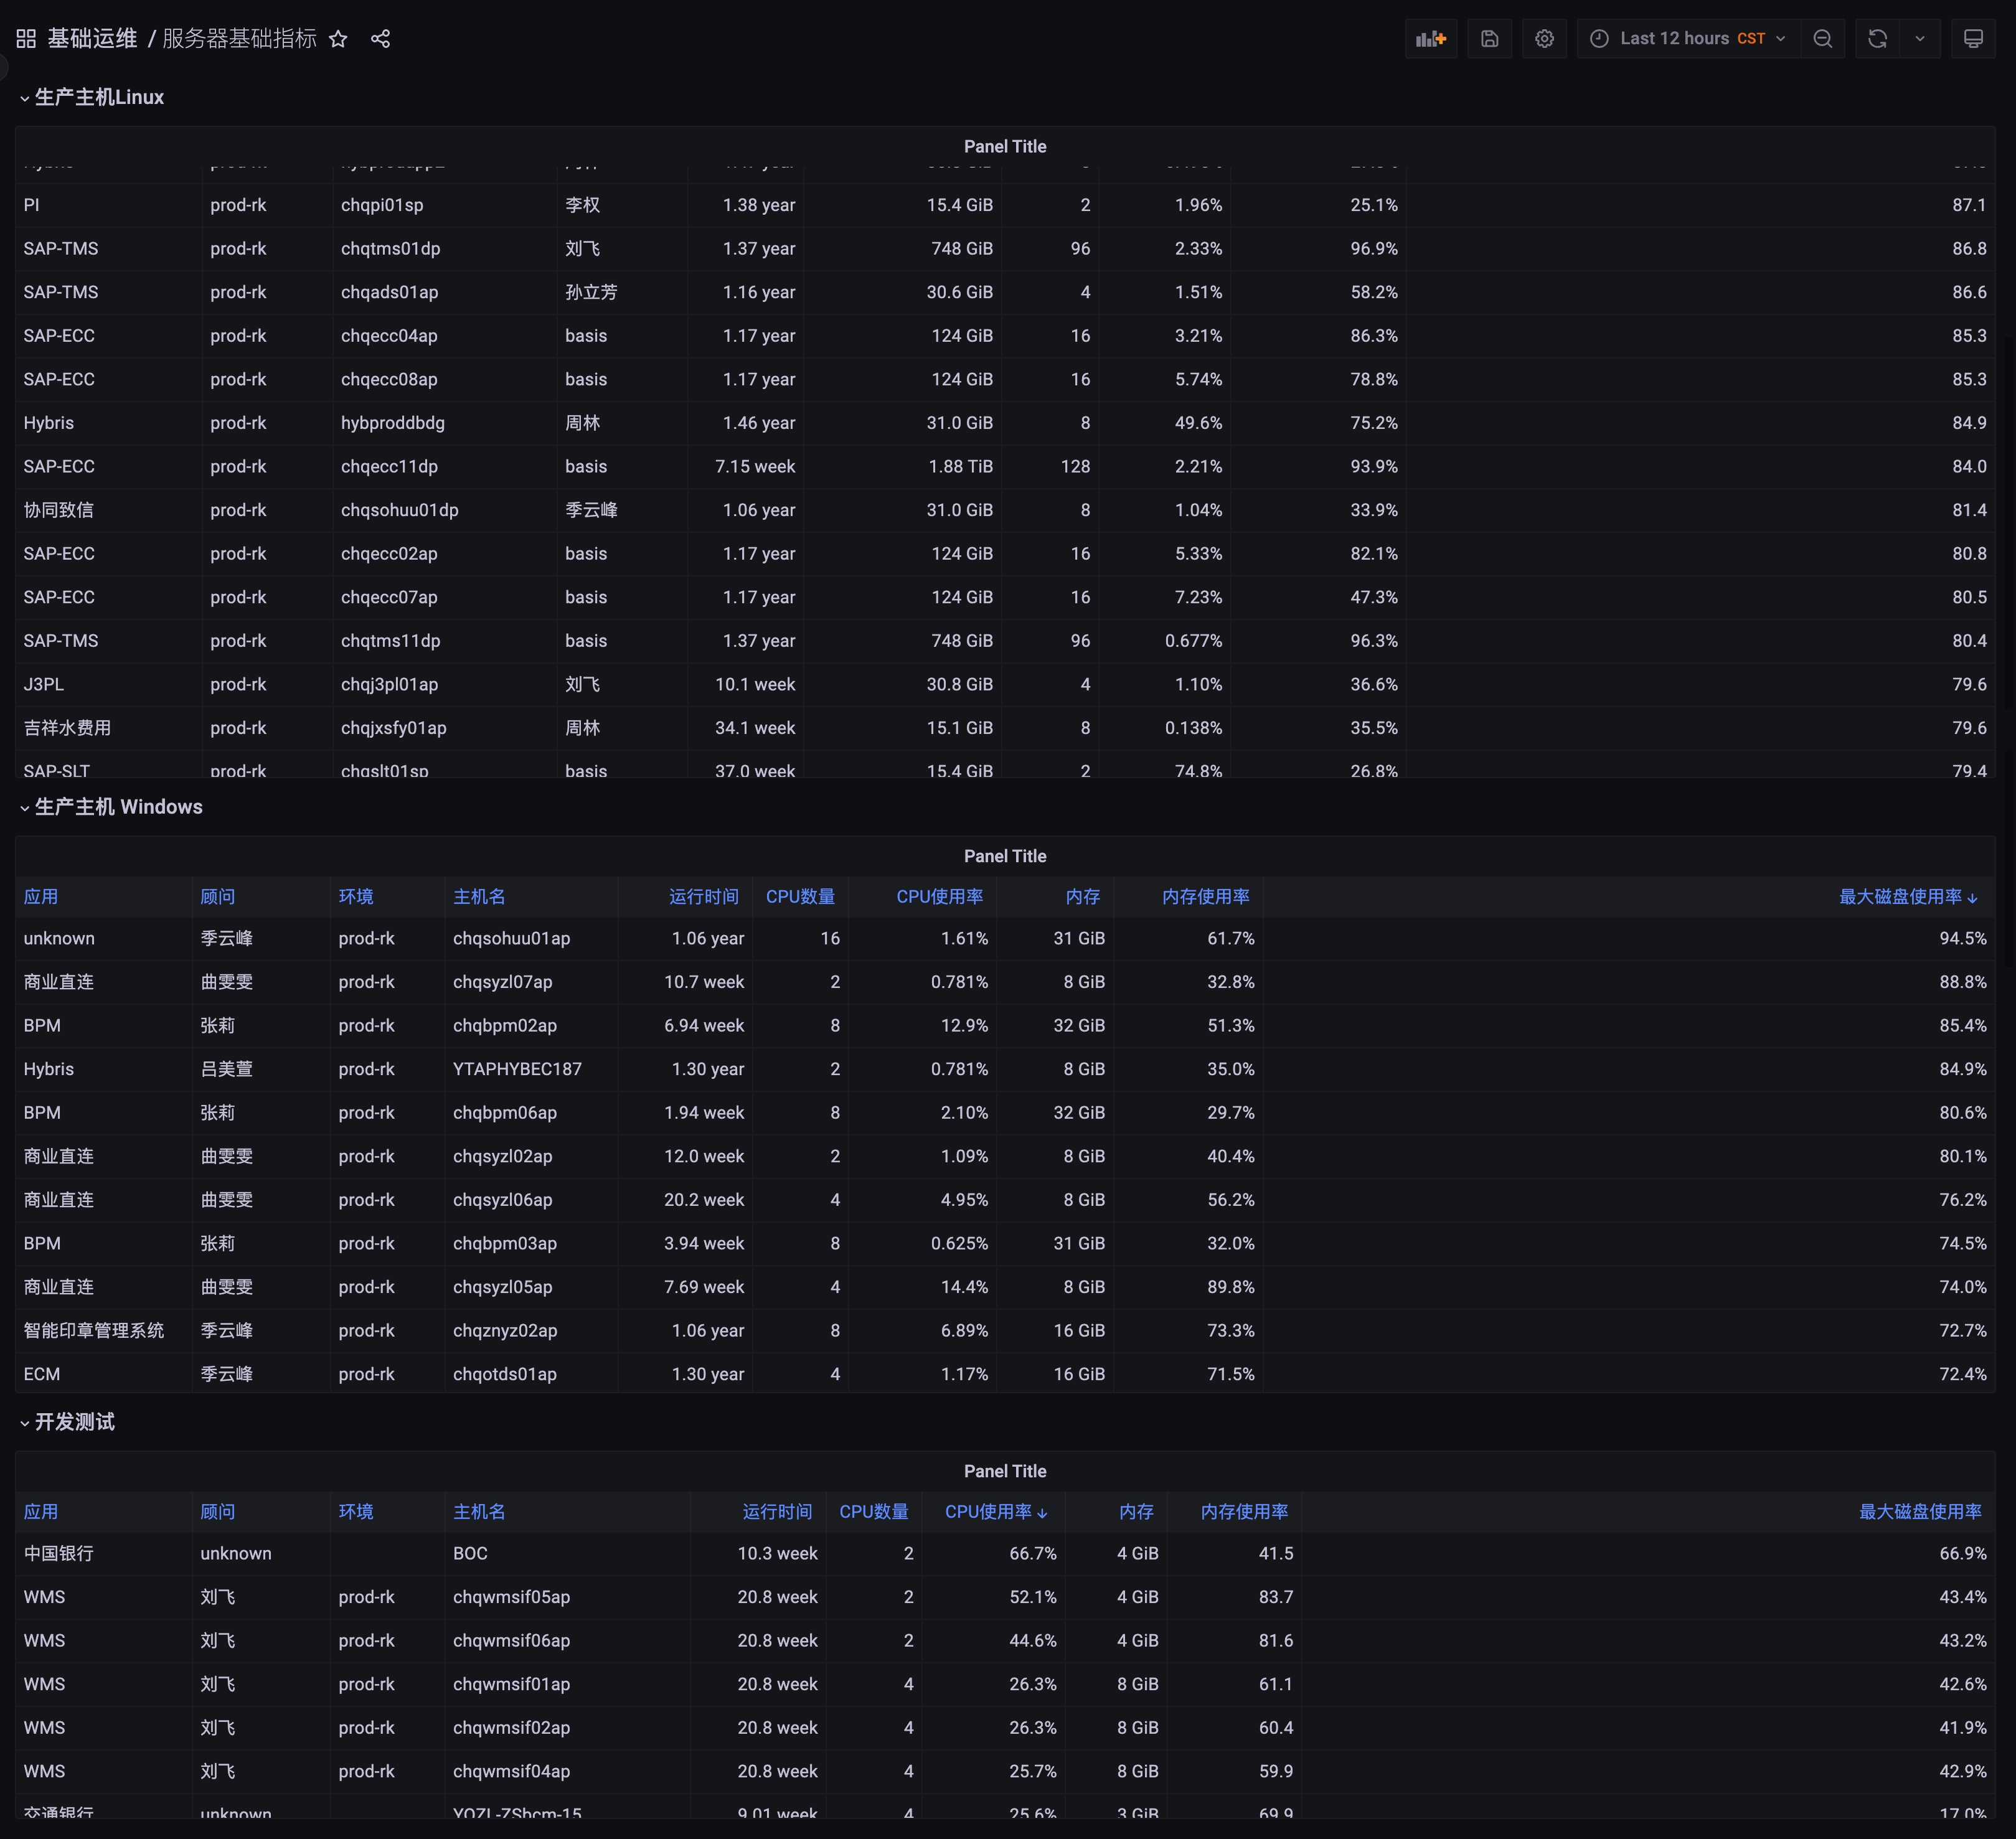 基础运维 / 服务器基础指标 Last 12 hours CST
生产主机Linux
Panel Title
PI prod-rk chqpi01sp 李权 1.38 year 15.4 GiB 2 1.96% 25.1% 87.1
SAP-TMS prod-rk chqtms01dp 刘飞 1.37 year 748 GiB 96 2.33% 96.9% 86.8
SAP-TMS prod-rk chqads01ap 孙立芳 1.16 year 30.6 GiB 4 1.51% 58.2% 86.6
SAP-ECC prod-rk chqecc04ap basis 1.17 year 124 GiB 16 3.21% 86.3% 85.3
SAP-ECC prod-rk chqecc08ap basis 1.17 year 124 GiB 16 5.74% 78.8% 85.3
Hybris prod-rk hybproddbdg 周林 1.46 year 31.0 GiB 8 49.6% 75.2% 84.9
SAP-ECC prod-rk chqecc11dp basis 7.15 week 1.88 TiB 128 2.21% 93.9% 84.0
协同致信 prod-rk chqsohuu01dp 季云峰 1.06 year 31.0 GiB 8 1.04% 33.9% 81.4
SAP-ECC prod-rk chqecc02ap basis 1.17 year 124 GiB 16 5.33% 82.1% 80.8
SAP-ECC prod-rk chqecc07ap basis 1.17 year 124 GiB 16 7.23% 47.3% 80.5
SAP-TMS prod-rk chqtms11dp basis 1.37 year 748 GiB 96 0.677% 96.3% 80.4
J3PL prod-rk chqj3pl01ap 刘飞 10.1 week 30.8 GiB 4 1.10% 36.6% 79.6
吉祥水费用 prod-rk chqjxsfy01ap 周林 34.1 week 15.1 GiB 8 0.138% 35.5% 79.6
SAP-SLT prod-rk chqslt01sp basis 37.0 week 15.4 GiB 2 74.8% 26.8% 79.4
生产主机 Windows
Panel Title
应用 顾问 环境 主机名 运行时间 CPU数量 CPU使用率 内存 内存使用率 最大磁盘使用率
unknown 季云峰 prod-rk chqsohuu01ap 1.06 year 16 1.61% 31 GiB 61.7% 94.5%
商业直连 曲雯雯 prod-rk chqsyzl07ap 10.7 week 2 0.781% 8 GiB 32.8% 88.8%
BPM 张莉 prod-rk chqbpm02ap 6.94 week 8 12.9% 32 GiB 51.3% 85.4%
Hybris 吕美萱 prod-rk YTAPHYBEC187 1.30 year 2 0.781% 8 GiB 35.0% 84.9%
BPM 张莉 prod-rk chqbpm06ap 1.94 week 8 2.10% 32 GiB 29.7% 80.6%
商业直连 曲雯雯 prod-rk chqsyzl02ap 12.0 week 2 1.09% 8 GiB 40.4% 80.1%
商业直连 曲雯雯 prod-rk chqsyzl06ap 20.2 week 4 4.95% 8 GiB 56.2% 76.2%
BPM 张莉 prod-rk chqbpm03ap 3.94 week 8 0.625% 31 GiB 32.0% 74.5%
商业直连 曲雯雯 prod-rk chqsyzl05ap 7.69 week 4 14.4% 8 GiB 89.8% 74.0%
智能印章管理系统 季云峰 prod-rk chqznyz02ap 1.06 year 8 6.89% 16 GiB 73.3% 72.7%
ECM 季云峰 prod-rk chqotds01ap 1.30 year 4 1.17% 16 GiB 71.5% 72.4%
开发测试
Panel Title
应用 顾问 环境 主机名 运行时间 CPU数量 CPU使用率 内存 内存使用率 最大磁盘使用率
中国银行 unknown BOC 10.3 week 2 66.7% 4 GiB 41.5 66.9%
WMS 刘飞 prod-rk chqwmsif05ap 20.8 week 2 52.1% 4 GiB 83.7 43.4%
WMS 刘飞 prod-rk chqwmsif06ap 20.8 week 2 44.6% 4 GiB 81.6 43.2%
WMS 刘飞 prod-rk chqwmsif01ap 20.8 week 4 26.3% 8 GiB 61.1 42.6%
WMS 刘飞 prod-rk chqwmsif02ap 20.8 week 4 26.3% 8 GiB 60.4 41.9%
WMS 刘飞 prod-rk chqwmsif04ap 20.8 week 4 25.7% 8 GiB 59.9 42.9%
交通银行 unknown YQZL-ZSbcm-15 9.01 week 4 25.6% 3 GiB 69.9 17.0%